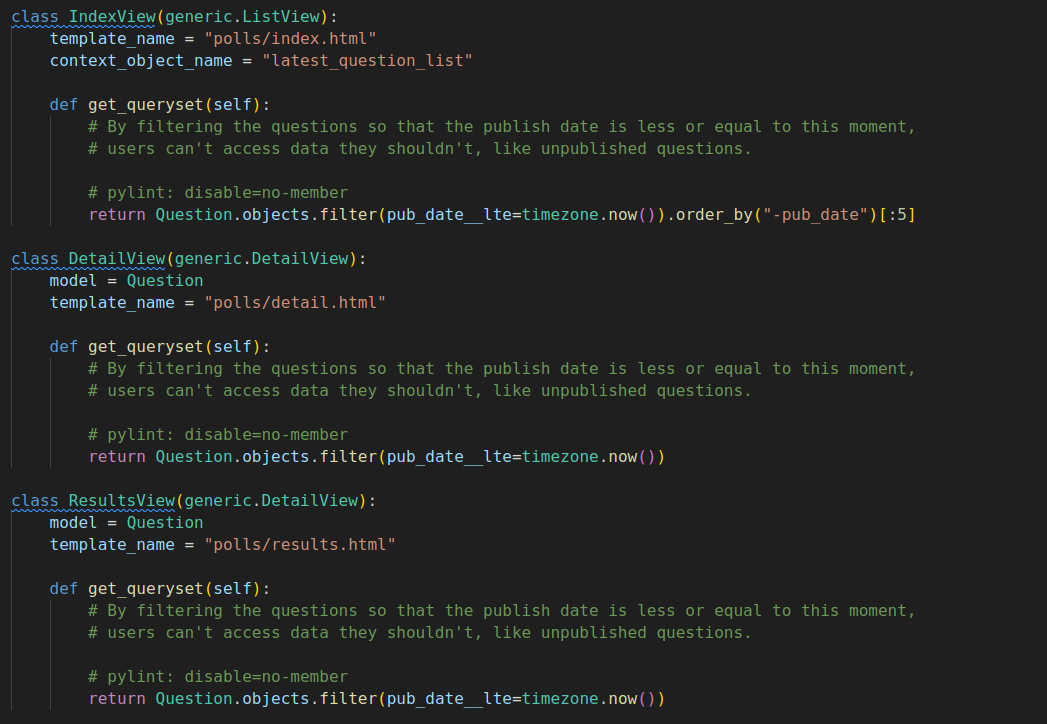 class IndexView(generic.ListView):
    template_name = "polls/index.html"
    context_object_name = "latest_question_list"

    def get_queryset(self):
        # By filtering the questions so that the publish date is less or equal to this moment,
        # users can't access data they shouldn't, like unpublished questions.

        # pylint: disable=no-member
        return Question.objects.filter(pub_date__lte=timezone.now()).order_by("-pub_date")[:5]

class DetailView(generic.DetailView):
    model = Question
    template_name = "polls/detail.html"

    def get_queryset(self):
        # By filtering the questions so that the publish date is less or equal to this moment,
        # users can't access data they shouldn't, like unpublished questions.

        # pylint: disable=no-member
        return Question.objects.filter(pub_date__lte=timezone.now())

class ResultsView(generic.DetailView):
    model = Question
    template_name = "polls/results.html"

    def get_queryset(self):
        # By filtering the questions so that the publish date is less or equal to this moment,
        # users can't access data they shouldn't, like unpublished questions.

        # pylint: disable=no-member
        return Question.objects.filter(pub_date__lte=timezone.now())